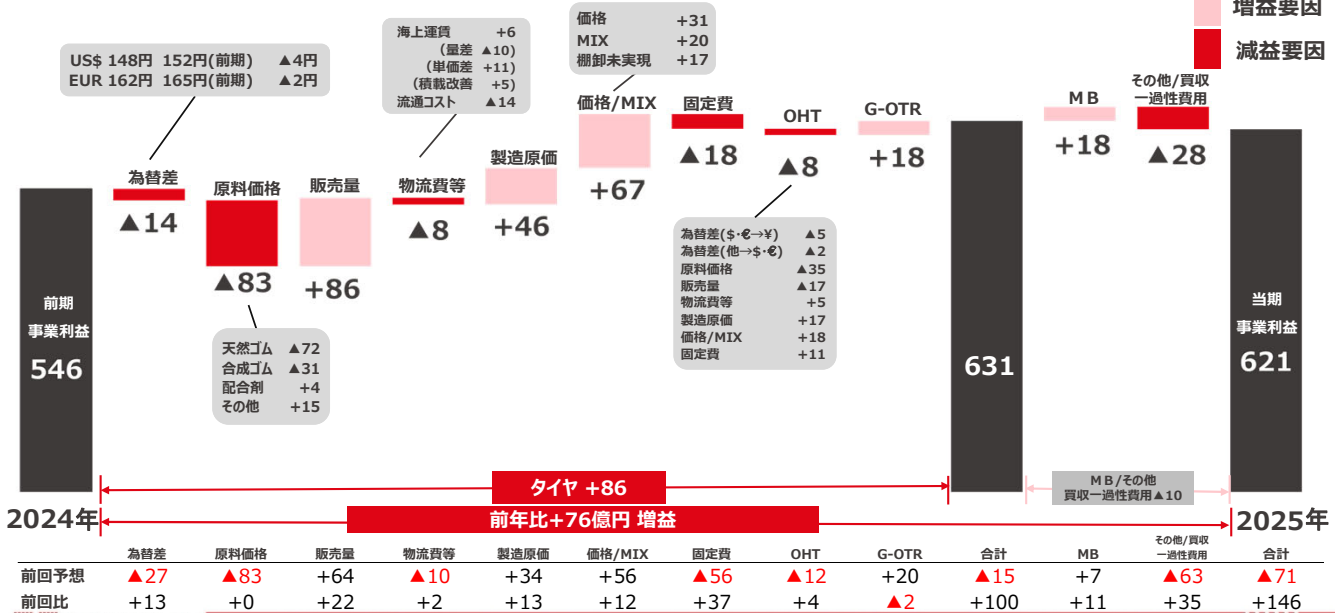 増益要因
減益要因
US$ 148円 152円(前期) ▲4円
EUR 162円 165円(前期) ▲2円
海上運賃 +6
(量差 ▲10)
(単価差 +11)
(積載改善 +5)
流通コスト ▲14
価格 +31
MIX +20
棚卸未実現 +17
為替差
▲14
原料価格
▲83
販売量
+86
物流費等
▲8
製造原価
+46
価格/MIX
+67
固定費
▲18
OHT
▲8
G-OTR
+18
MB
+18
その他/買収
一過性費用
▲28
天然ゴム ▲72
合成ゴム ▲31
配合剤 +4
その他 +15
為替差($·€→¥) ▲5
為替差(他→$·€) ▲2
原料価格 ▲35
販売量 ▲17
物流費等 +5
製造原価 +17
価格/MIX +18
固定費 +11
前期
事業利益
546
631
当期
事業利益
621
タイヤ +86
MB/その他
買収一過性費用▲10
2024年
前年比+76億円 増益
2025年
為替差 原料価格 販売量 物流費等 製造原価 価格/MIX 固定費 OHT G-OTR 合計 MB その他/買収 一過性費用 合計
前回予想 ▲27 ▲83 +64 ▲10 +34 +56 ▲56 ▲12 +20 ▲15 +7 ▲63 ▲71
前回比 +13 +0 +22 +2 +13 +12 +37 +4 ▲2 +100 +11 +35 +146